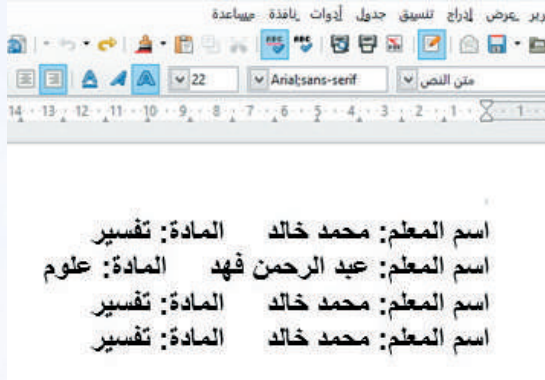 رير عرض إدراج تنسيق جدول أدوات نافذة مساعدة
متن النص Arial;sans-serif 22
1 1 2 3 4 5 6 7 8 9 10 11 12 13 14
اسم المعلم: محمد خالد المادة: تفسير
اسم المعلم: عبد الرحمن فهد المادة: علوم
اسم المعلم: محمد خالد المادة: تفسير
اسم المعلم: محمد خالد المادة: تفسير